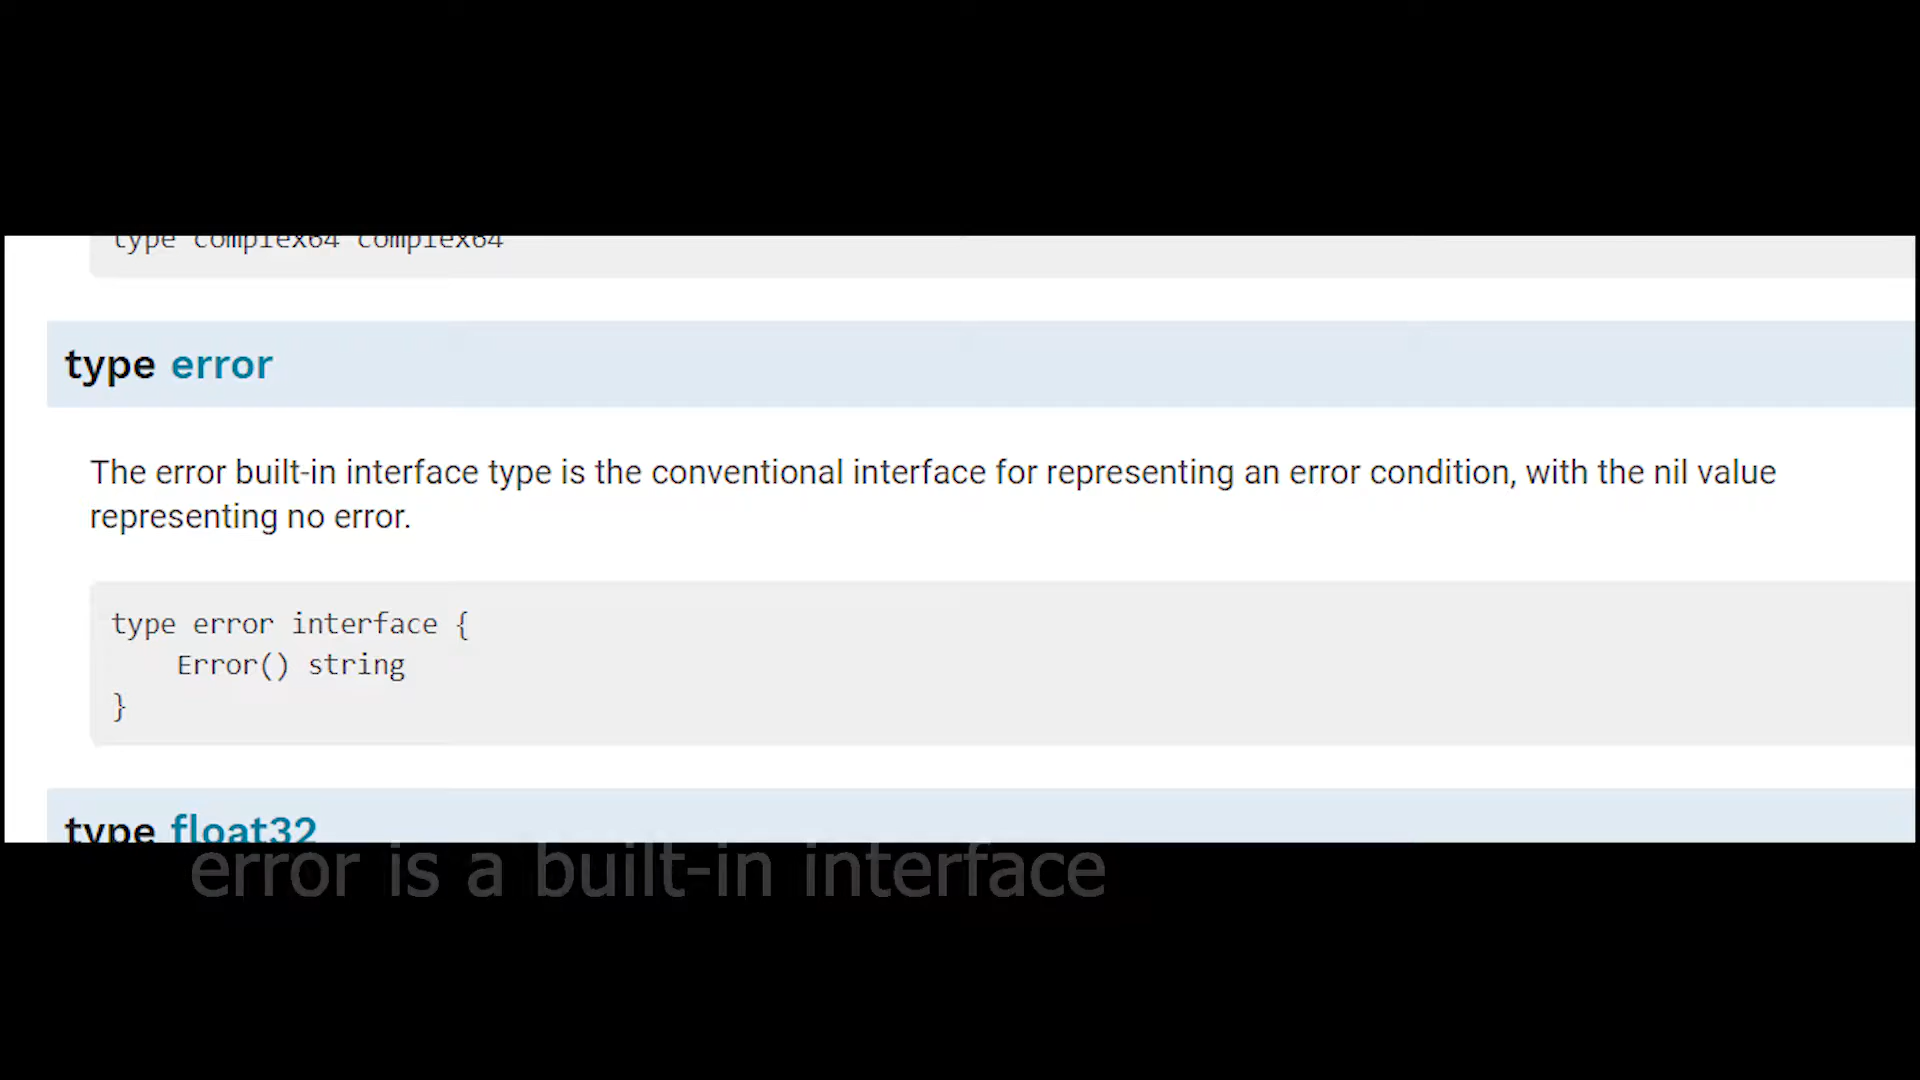 type complex64 complex64
type error
The error built-in interface type is the conventional interface for representing an error condition, with the nil value
representing no error.
type error interface {
    Error() string
}
type float32
error is a built-in interface